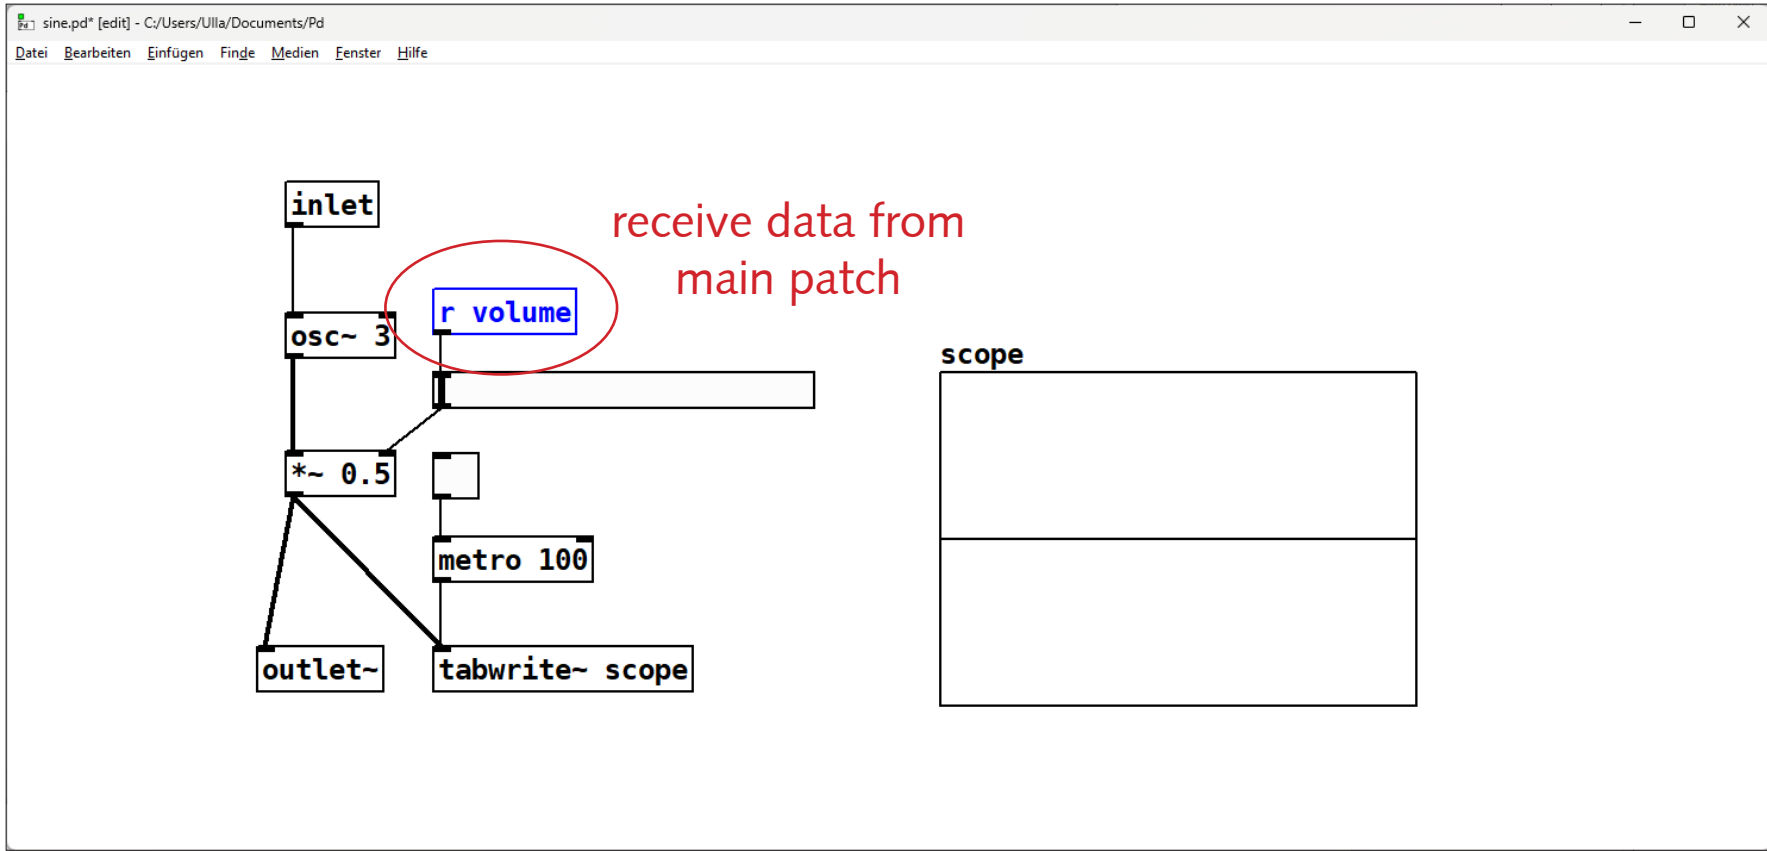 sine.pd* [edit] - C:/Users/Ulla/Documents/Pd
Datei Bearbeiten Einfügen Finde Medien Fenster Hilfe
inlet
receive data from
main patch
r volume
osc~ 3
scope
*~ 0.5
metro 100
outlet~
tabwrite~ scope